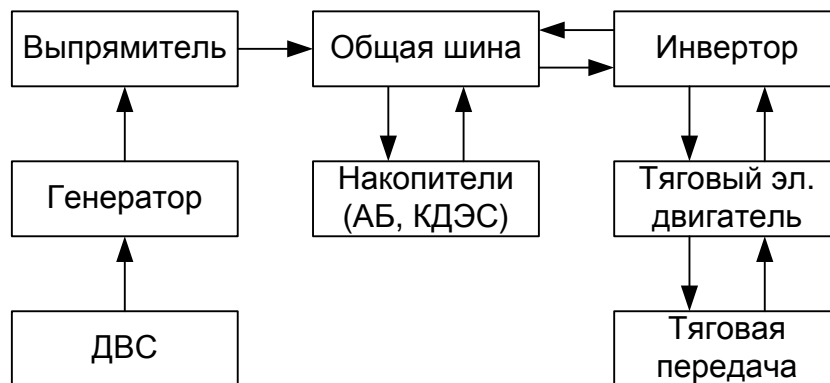 Выпрямитель
Общая шина
Инвертор
Генератор
Накопители
(АБ, КДЭС)
Тяговый эл.
двигатель
ДВС
Тяговая
передача